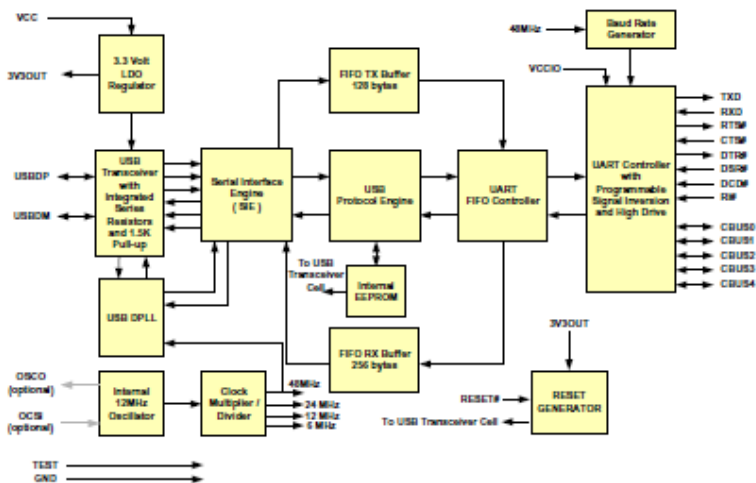 VCC
3.3 Volt
LDO
Regulator
3V3OUT
FIFO TX Buffer
128 bytes
48MHz
Baud Rate
Generator
VCCIO
USBDP
USBDM
USB
Transceiver
with
Integrated
Series
Resistors
and 1.5K
Pull-up
Serial Interface
Engine
( SIE )
USB
Protocol Engine
UART
FIFO Controller
UART Controller
with
Programmable
Signal Inversion
and High Drive
TXD
RXD
RTS#
CTS#
DTR#
DSR#
DCD#
RI#
CBUS0
CBUS1
CBUS2
CBUS3
CBUS4
USB DPLL
To USB
Transceiver
Cell
Internal
EEPROM
FIFO RX Buffer
256 bytes
3V3OUT
OSCO
(optional)
OCSI
(optional)
Internal
12MHz
Oscillator
Clock
Multiplier /
Divider
48MHz
24 MHz
12 MHz
6 MHz
RESET#
RESET
GENERATOR
To USB Transceiver Cell
TEST
GND